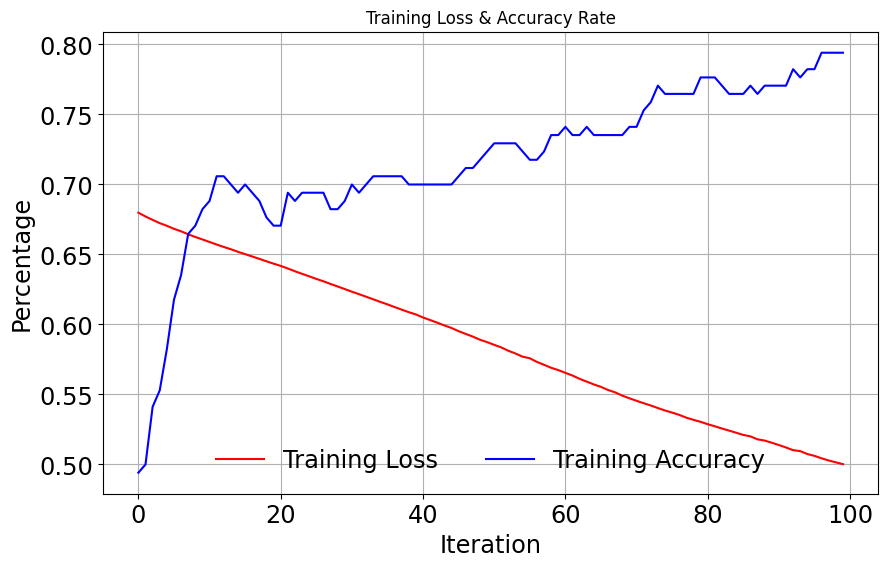 Training Loss & Accuracy Rate
Percentage
0.80
0.75
0.70
0.65
0.60
0.55
0.50
Training Loss
Training Accuracy
0 20 40 60 80 100
Iteration